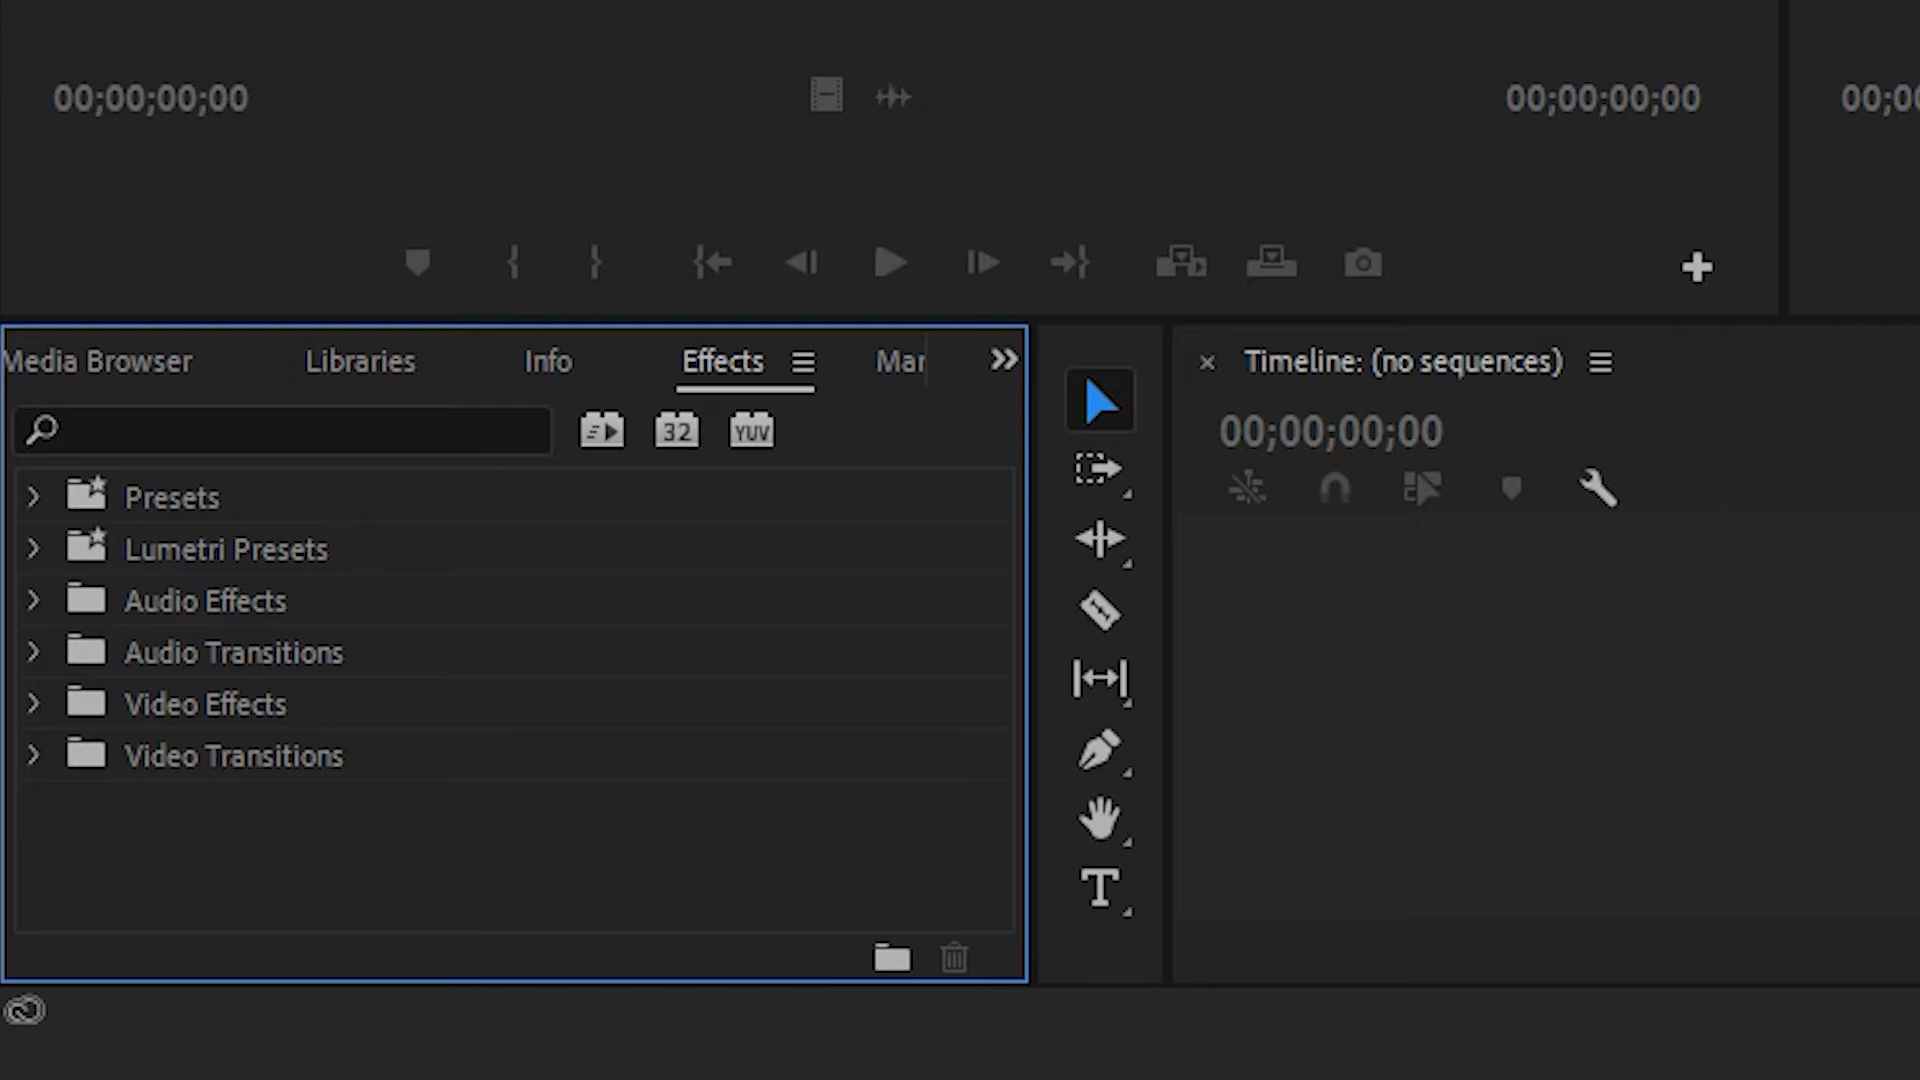 00;00;00;00
00;00;00;00
00;00
Media Browser
Libraries
Info
Effects
Mar
Timeline: (no sequences)
32
YUV
00;00;00;00
Presets
Lumetri Presets
Audio Effects
Audio Transitions
Video Effects
Video Transitions